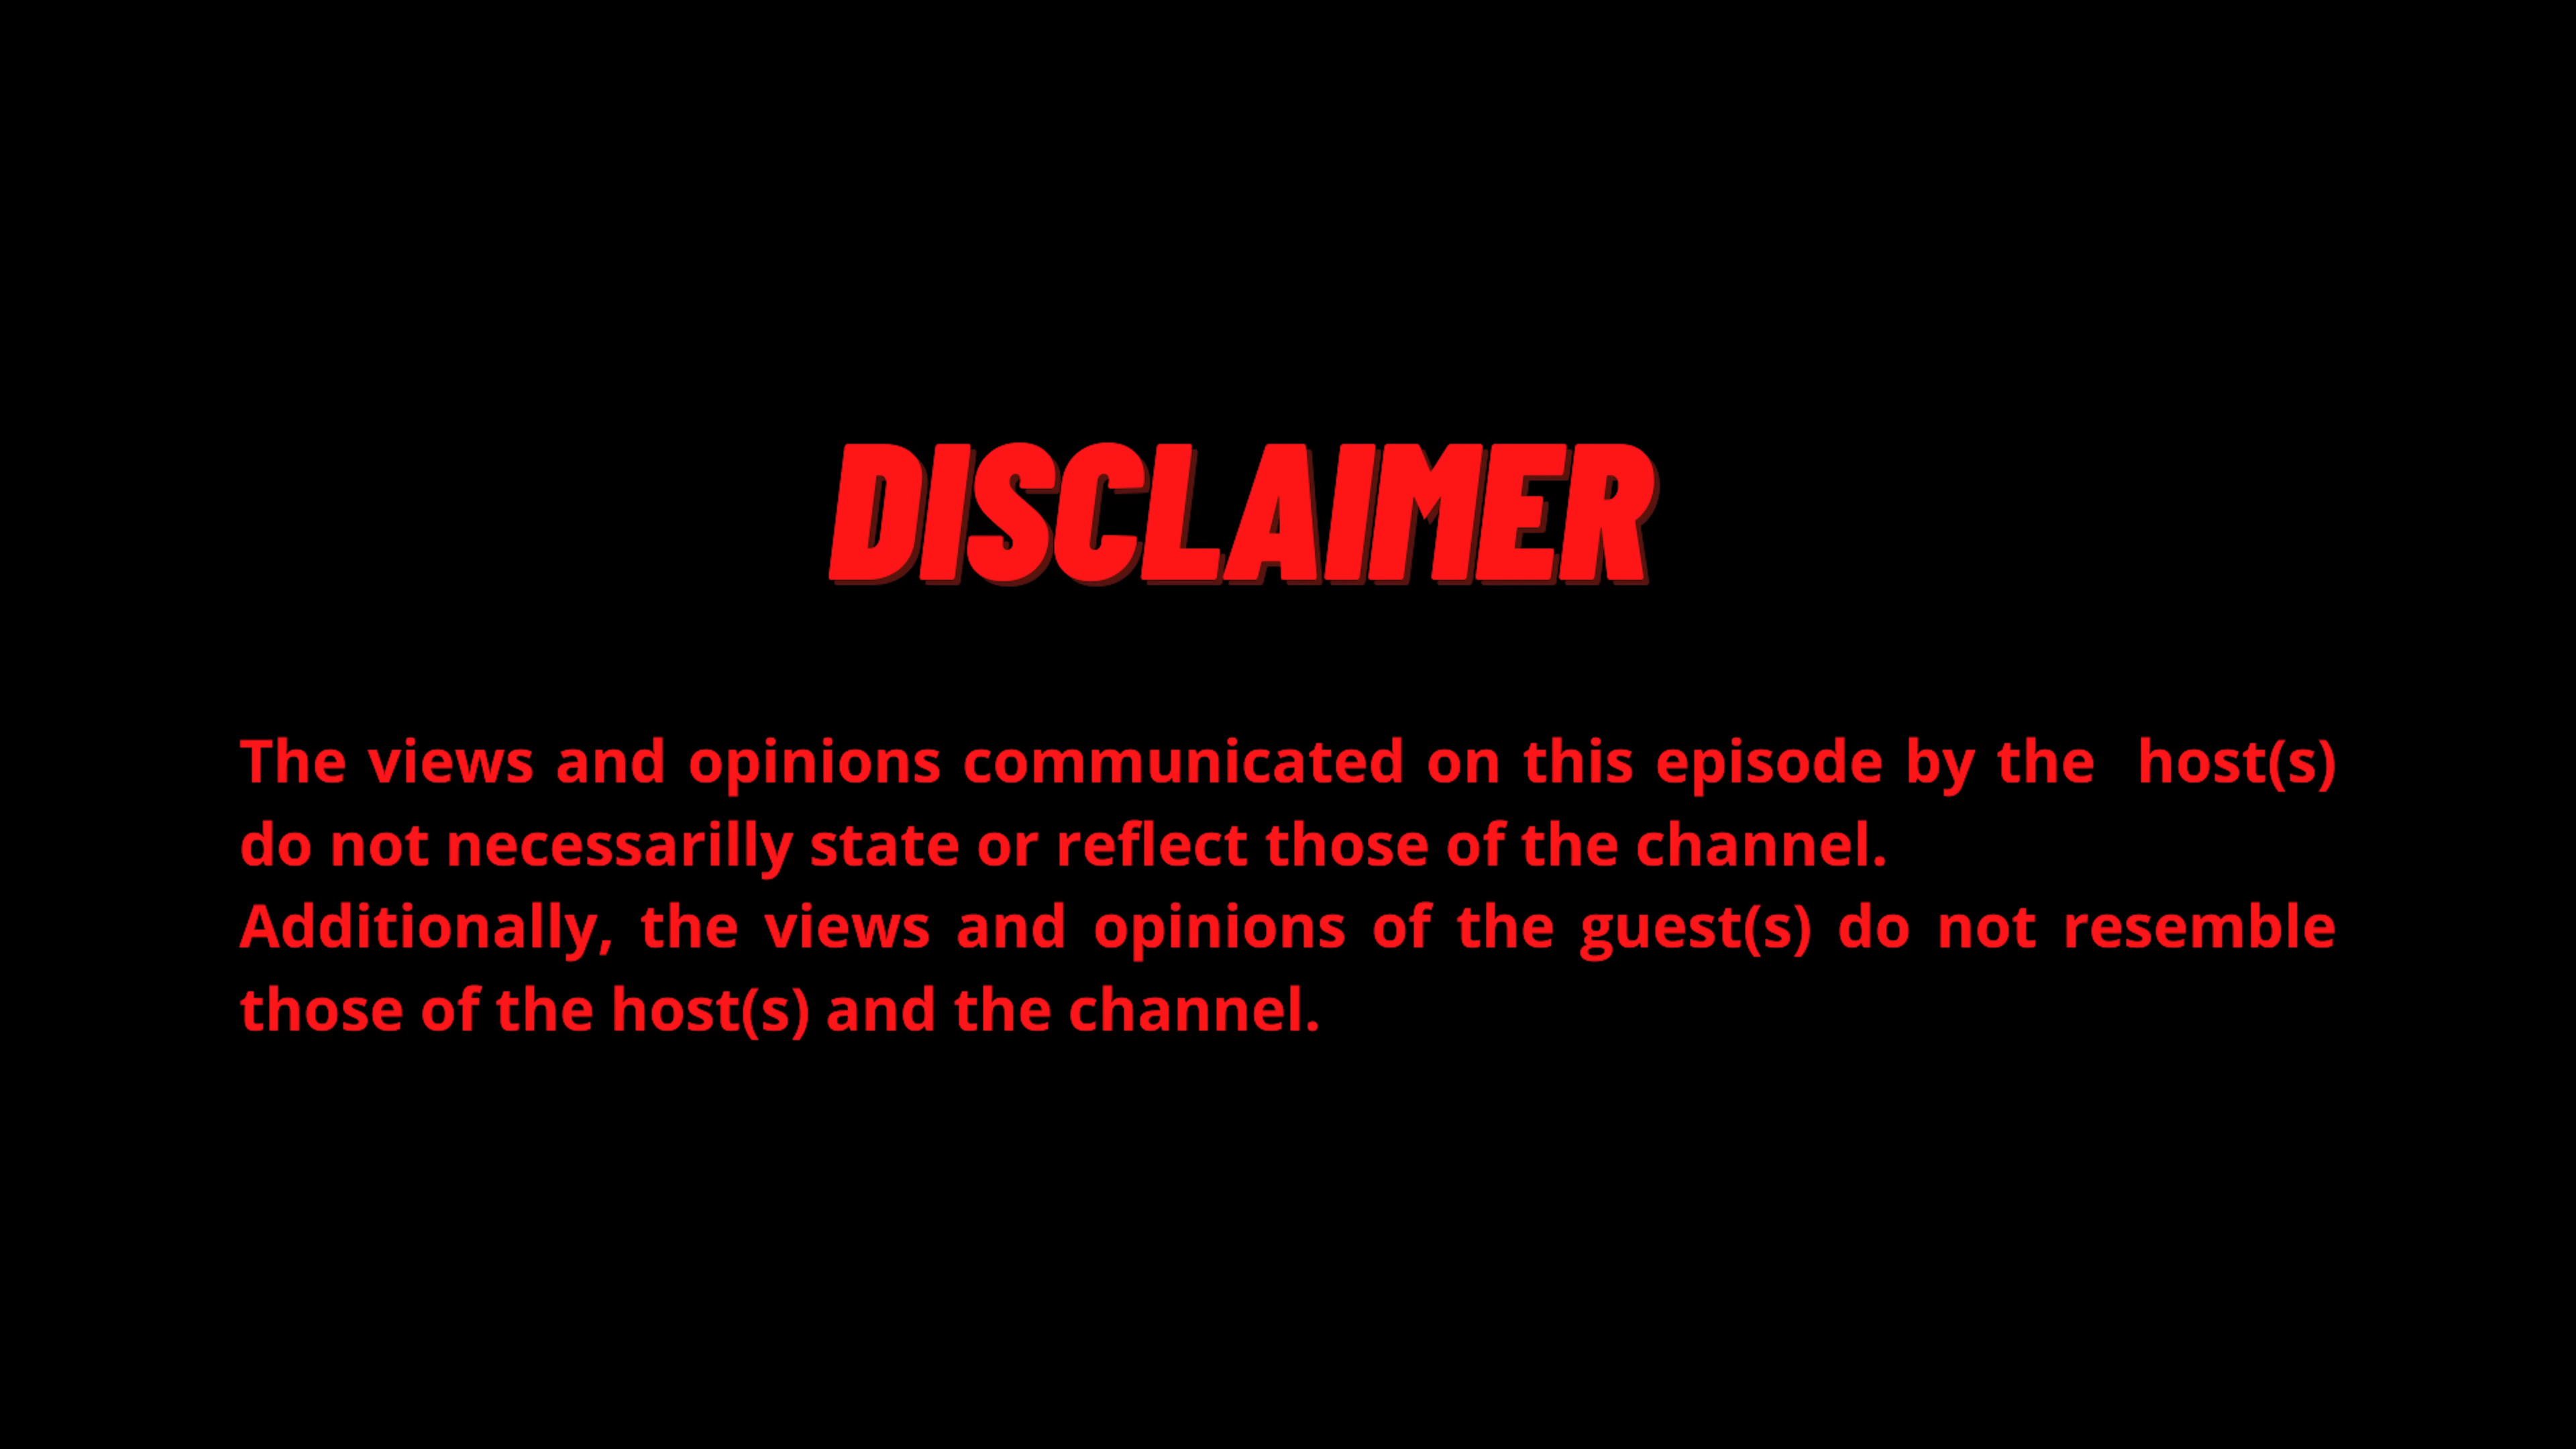 DISCLAIMER
The views and opinions communicated on this episode by the host(s)
do not necessarilly state or reflect those of the channel.
Additionally, the views and opinions of the guest(s) do not resemble
those of the host(s) and the channel.